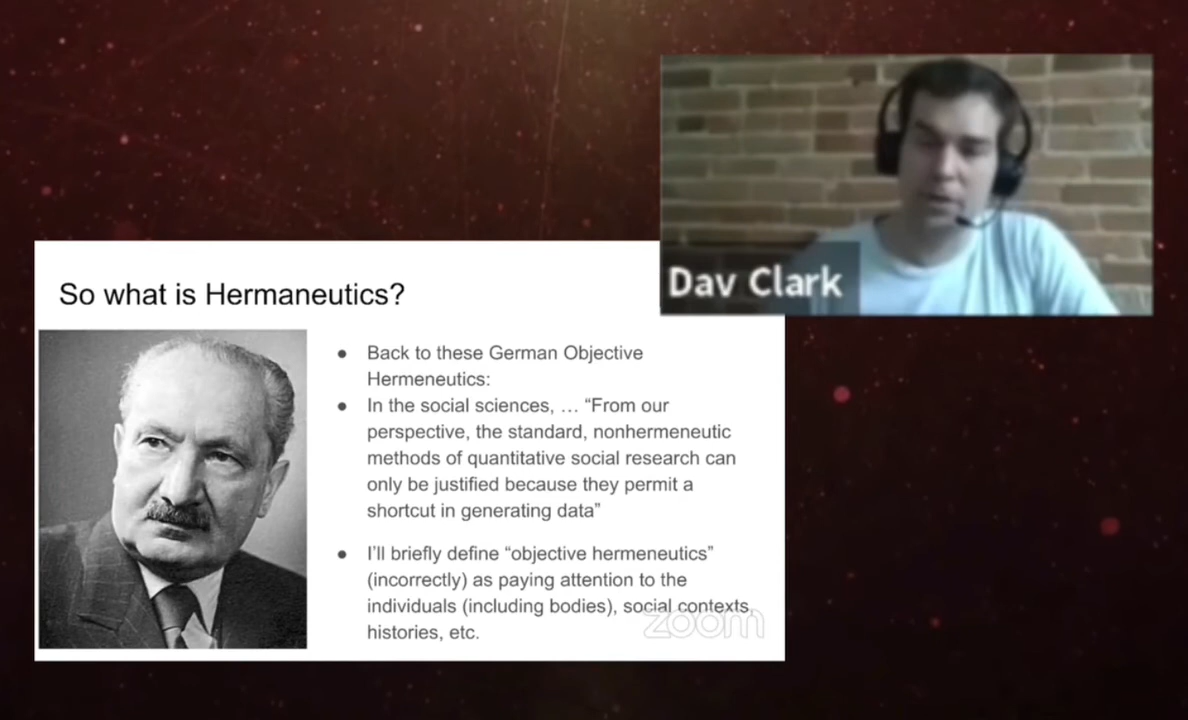 Dav Clark
So what is Hermaneutics?
● Back to these German Objective
Hermeneutics:
● In the social sciences, … “From our
perspective, the standard, nonhermeneutic
methods of quantitative social research can
only be justified because they permit a
shortcut in generating data”
● I’ll briefly define “objective hermeneutics”
(incorrectly) as paying attention to the
individuals (including bodies), social contexts,
histories, etc.
zoom